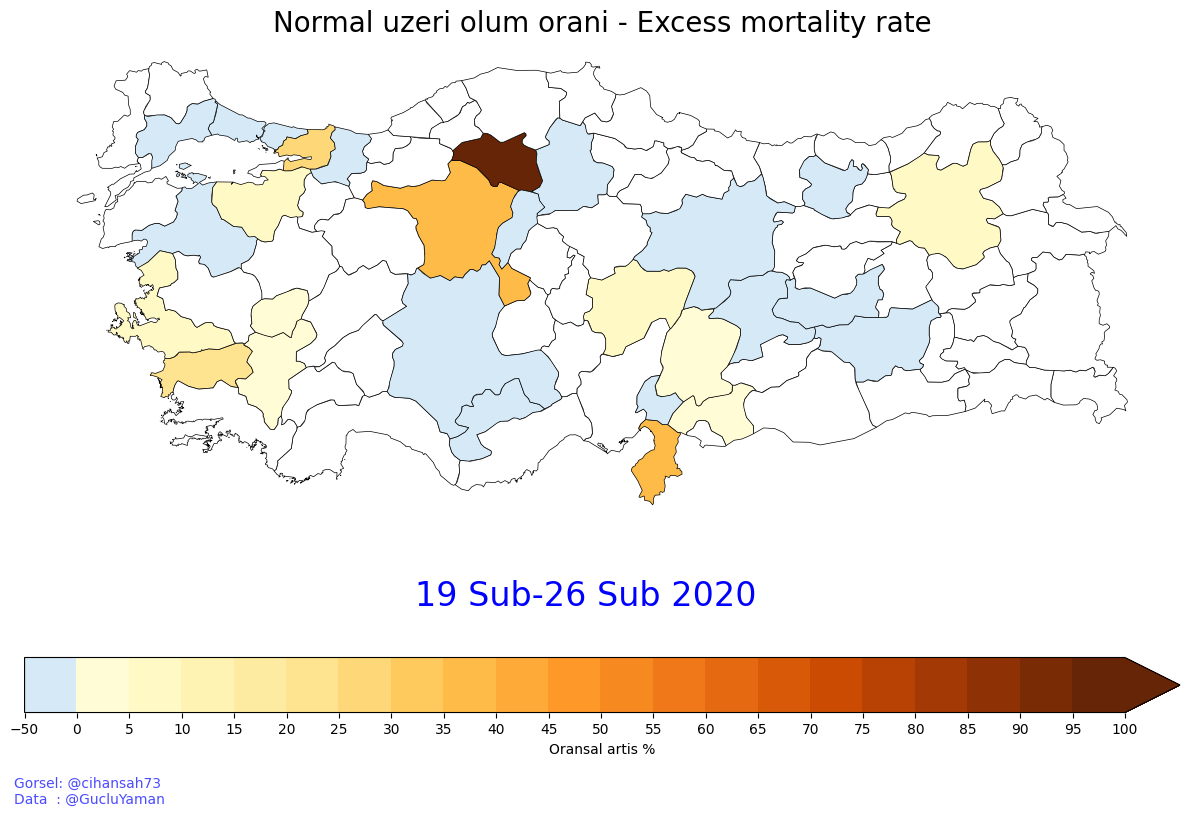 Normal uzeri olum orani - Excess mortality rate
19 Sub-26 Sub 2020
−50 0 5 10 15 20 25 30 35 40 45 50 55 60 65 70 75 80 85 90 95 100
Oransal artis %
Gorsel: @cihansah73
Data  : @GucluYaman